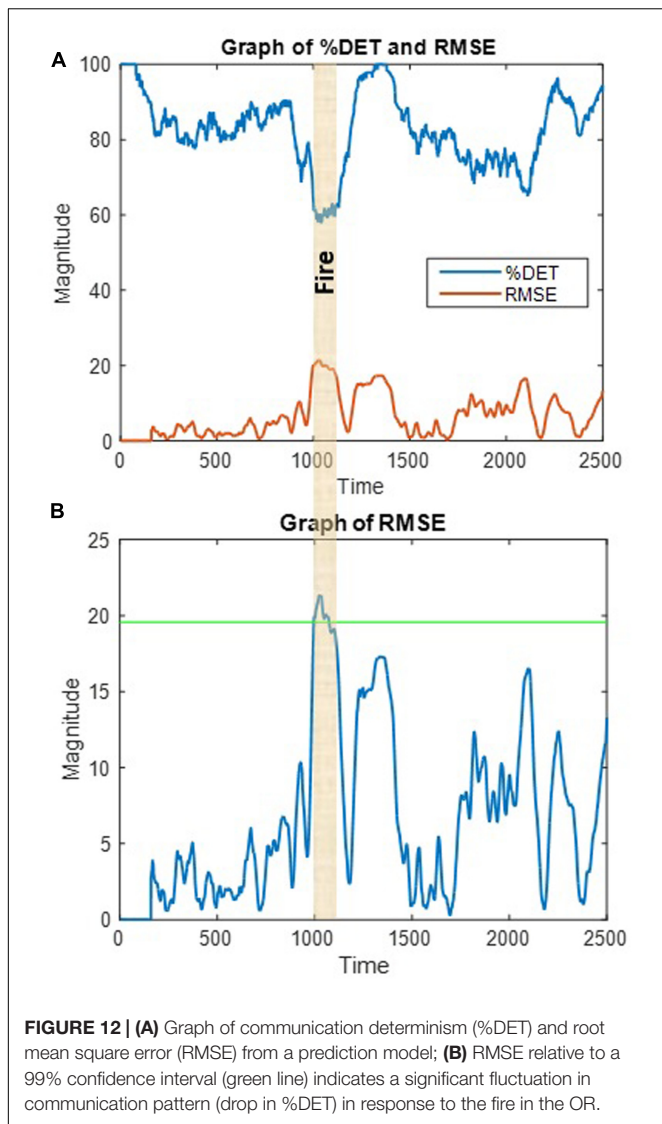 A
Graph of %DET and RMSE
100
80
60
40
20
0
Magnitude
Fire
%DET
RMSE
0 500 1000 1500 2000 2500
Time
B
Graph of RMSE
25
20
15
10
5
0
Magnitude
0 500 1000 1500 2000 2500
Time
FIGURE 12 | (A) Graph of communication determinism (%DET) and root
mean square error (RMSE) from a prediction model; (B) RMSE relative to a
99% confidence interval (green line) indicates a significant fluctuation in
communication pattern (drop in %DET) in response to the fire in the OR.